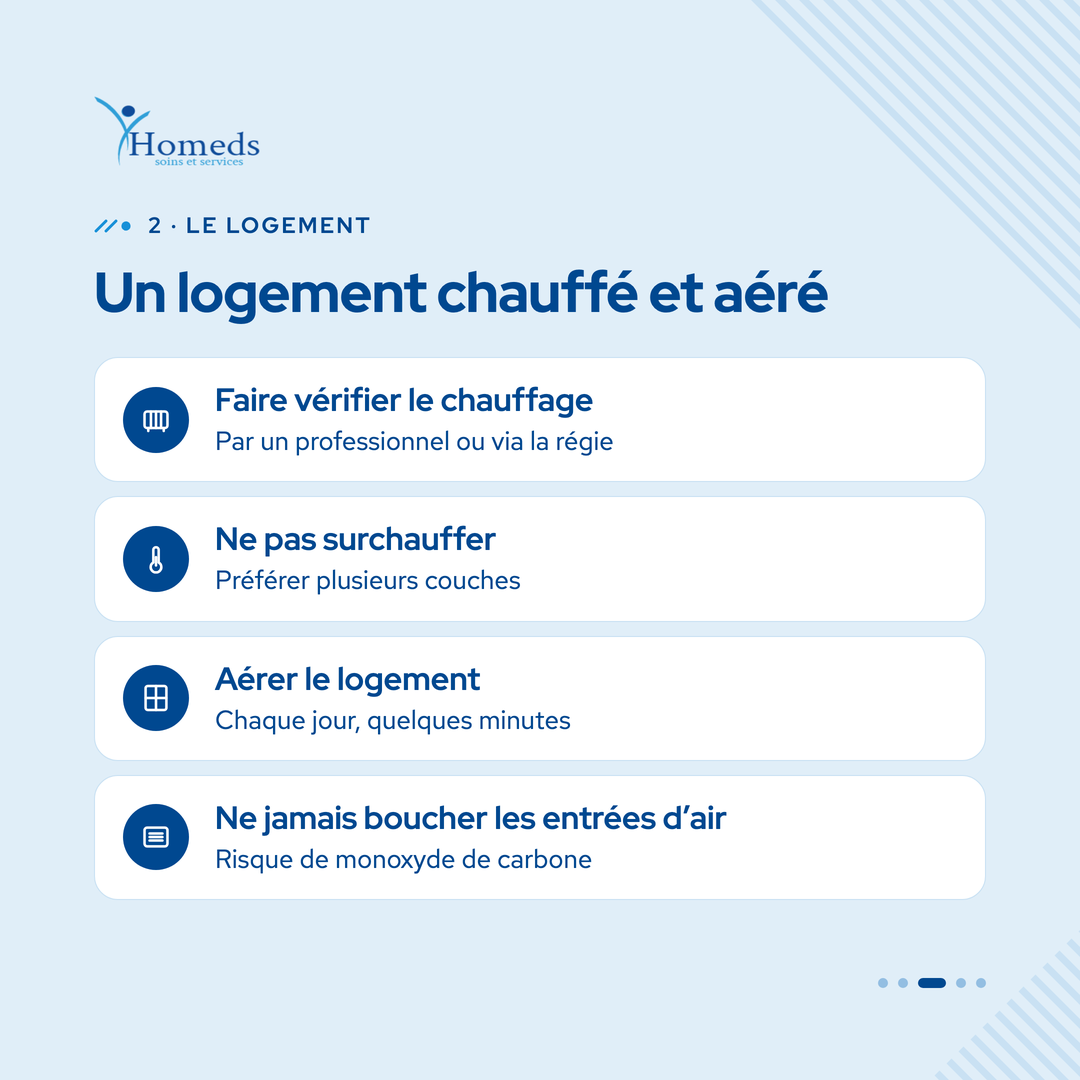 Homeds
soins et services
2 · LE LOGEMENT
Un logement chauffé et aéré
Faire vérifier le chauffage
Par un professionnel ou via la régie
Ne pas surchauffer
Préférer plusieurs couches
Aérer le logement
Chaque jour, quelques minutes
Ne jamais boucher les entrées d’air
Risque de monoxyde de carbone